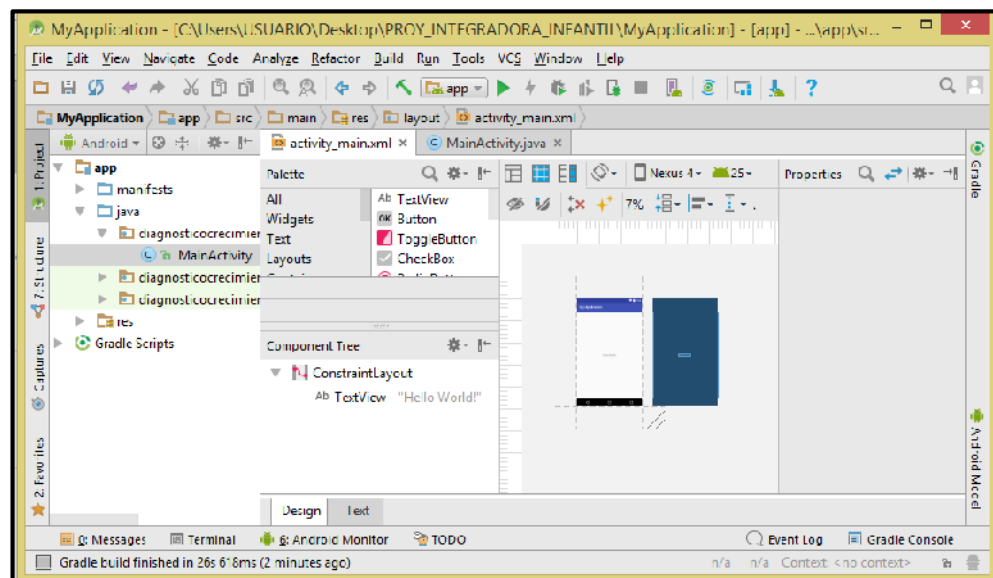 MyApplication - [C:\Users\USUARIO\Desktop\PROY_INTEGRADORA_INFANTIL\MyApplication] - [app] - ...\app\sr...
File Edit View Navigate Code Analyze Refactor Build Run Tools VCS Window Help
app
MyApplication app src main res layout activity_main.xml
Android activity_main.xml MainActivity.java
1: Project
7: Structure
Captures
2: Favorites
app
manifests
java
diagnosticocrecimier
MainActivity
diagnosticocrecimier
diagnosticocrecimier
res
Gradle Scripts
Palette
All
Widgets
Text
Layouts
Ab TextView
OK Button
ToggleButton
CheckBox
Nexus 4 25
7%
Properties
Gradle
Android Model
MyApplication
Component Tree
ConstraintLayout
Ab TextView "Hello World!"
Design Text
0: Messages Terminal 6: Android Monitor TODO Event Log Gradle Console
Gradle build finished in 26s 618ms (2 minutes ago) n/a n/a Context: <no context>